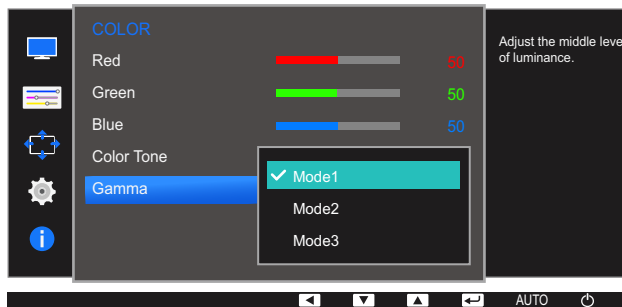 COLOR
Red 50
Green 50
Blue 50
Color Tone
Gamma
Mode1
Mode2
Mode3
Adjust the middle leve
of luminance.
AUTO